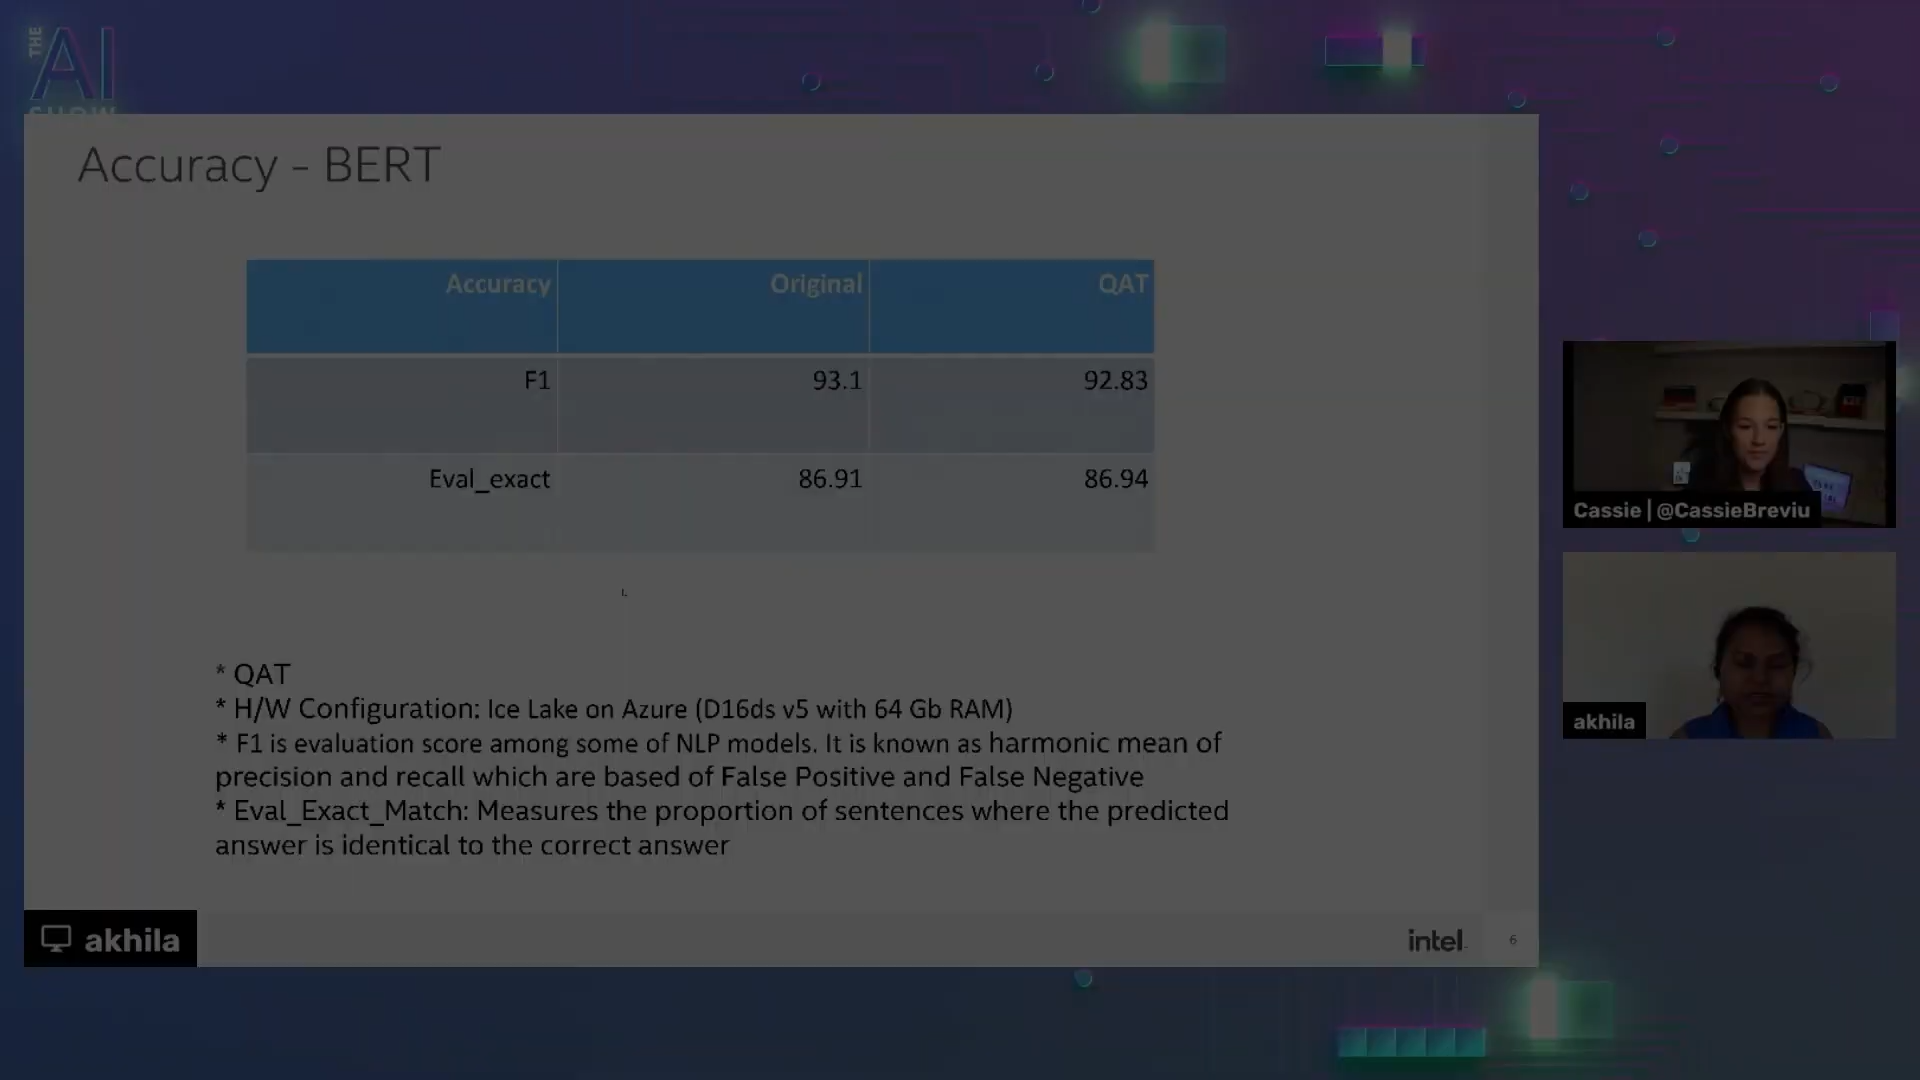 THE
AI
SHOW
Accuracy - BERT
Accuracy Original QAT
F1 93.1 92.83
Eval_exact 86.91 86.94
* QAT
* H/W Configuration: Ice Lake on Azure (D16ds v5 with 64 Gb RAM)
* F1 is evaluation score among some of NLP models. It is known as harmonic mean of
precision and recall which are based of False Positive and False Negative
* Eval_Exact_Match: Measures the proportion of sentences where the predicted
answer is identical to the correct answer
akhila
intel.
6
Cassie | @CassieBreviu
akhila